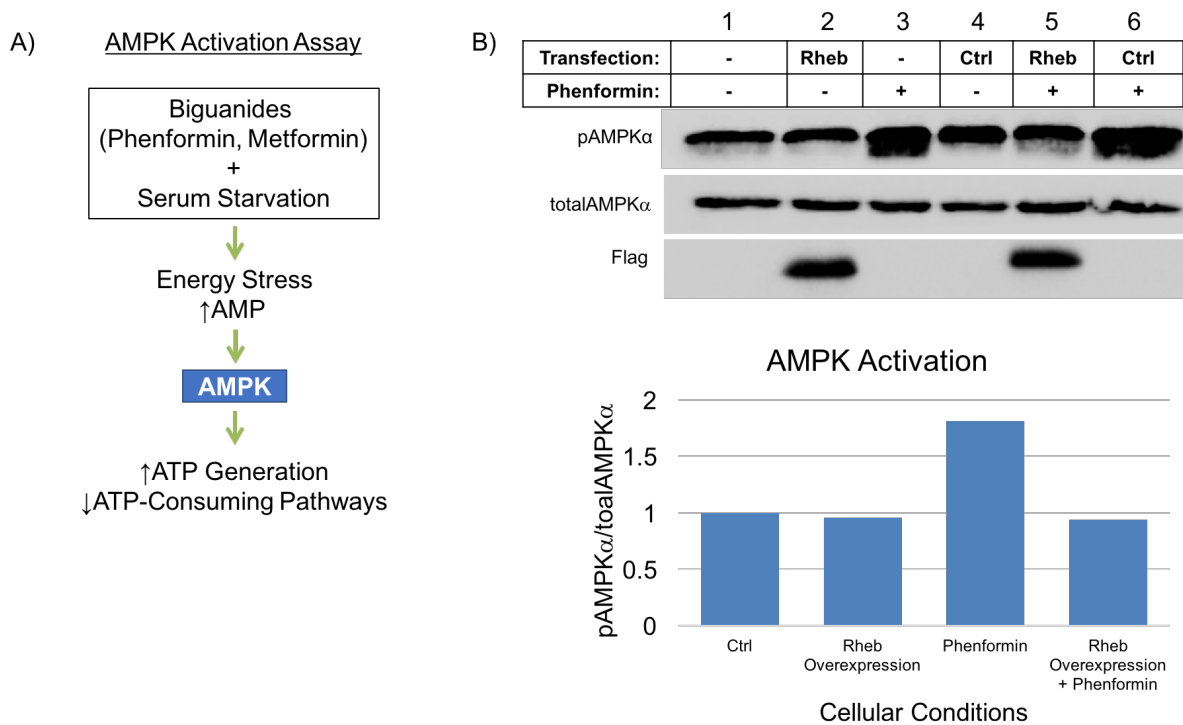 A)
AMPK Activation Assay
Biguanides
(Phenformin, Metformin)
+
Serum Starvation
Energy Stress
↑AMP
AMPK
↑ATP Generation
↓ATP-Consuming Pathways
B)
1 2 3 4 5 6
Transfection: - Rheb - Ctrl Rheb Ctrl
Phenformin: - - + - + +
pAMPKα
totalAMPKα
Flag
AMPK Activation
pAMPKα/toalAMPKα
2
1.5
1
0.5
0
Ctrl
Rheb
Overexpression
Phenformin
Rheb
Overexpression
+ Phenformin
Cellular Conditions